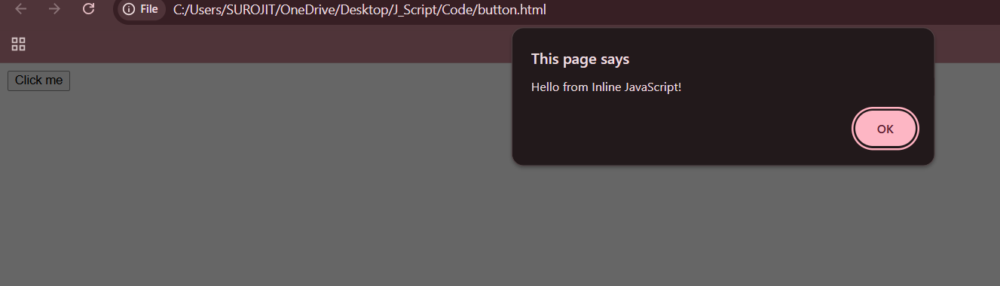 File C:/Users/SUROJIT/OneDrive/Desktop/J_Script/Code/button.html
Click me
This page says
Hello from Inline JavaScript!
OK